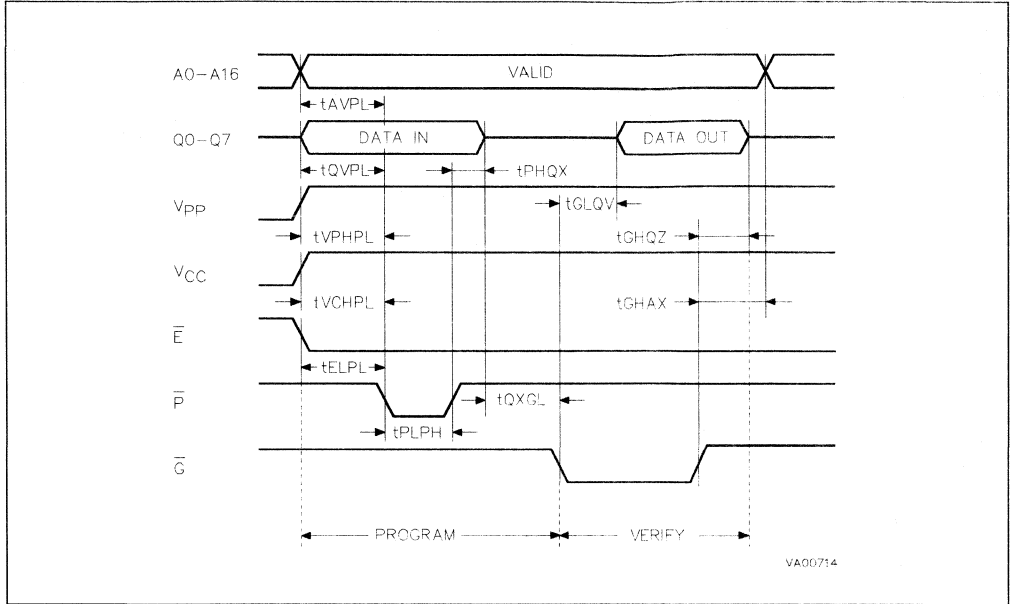 A0-A16
VALID
tAVPL
Q0-Q7
DATA IN
DATA OUT
tQVPL
tPHQX
VPP
tGLQV
tVPHPL
tGHQZ
VCC
tVCHPL
tGHAX
E
tELPL
P
tQXGL
tPLPH
G
PROGRAM
VERIFY
VA00714